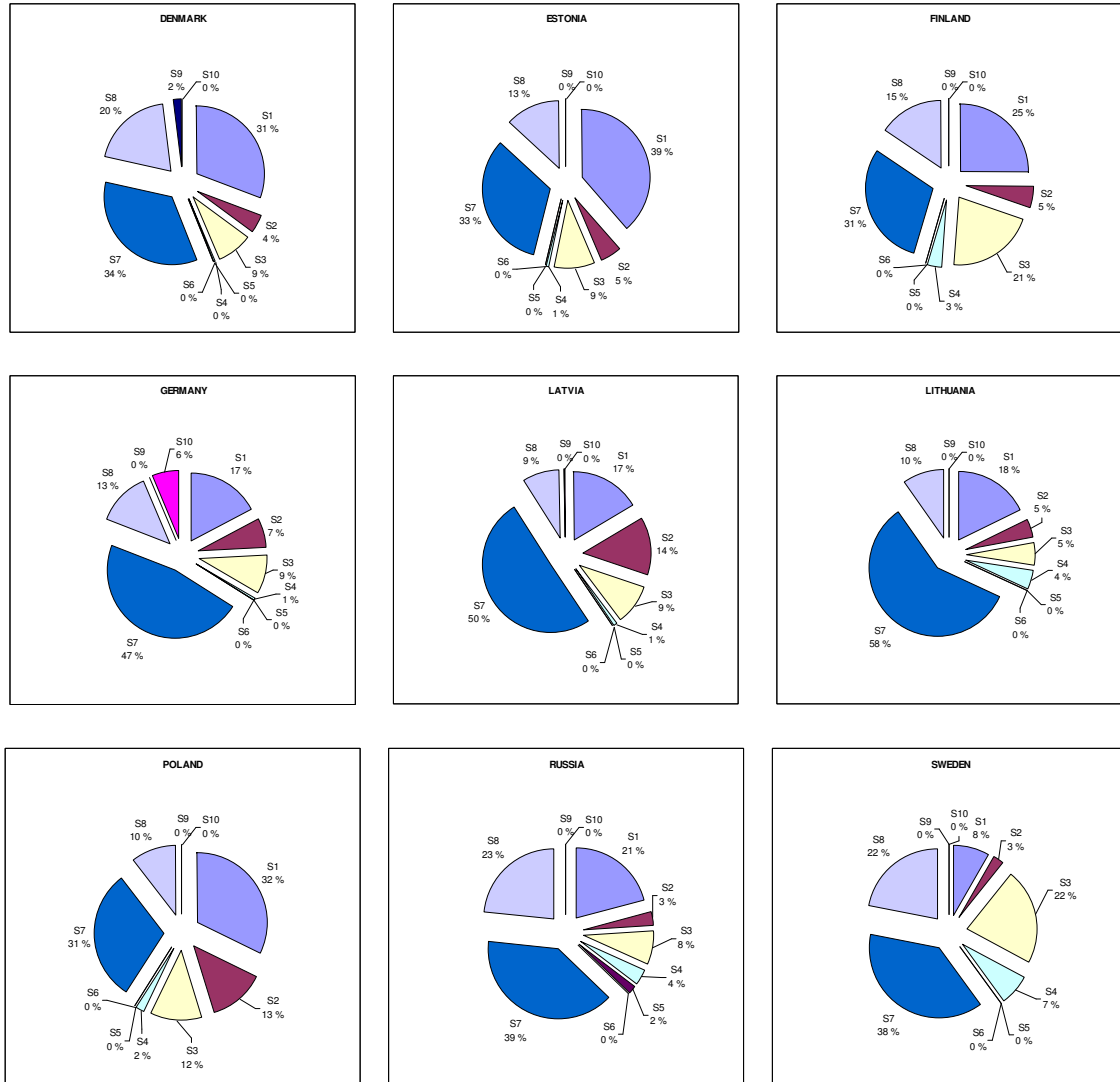 DENMARK
S9
2 %
S10
0 %
S8
20 %
S1
31 %
S2
4 %
S3
9 %
S5
0 %
S4
0 %
S6
0 %
S7
34 %
ESTONIA
S9
0 %
S10
0 %
S8
13 %
S1
39 %
S2
5 %
S3
9 %
S4
1 %
S5
0 %
S6
0 %
S7
33 %
FINLAND
S9
0 %
S10
0 %
S8
15 %
S1
25 %
S2
5 %
S3
21 %
S4
3 %
S5
0 %
S6
0 %
S7
31 %
GERMANY
S10
6 %
S9
0 %
S8
13 %
S1
17 %
S2
7 %
S3
9 %
S4
1 %
S5
0 %
S6
0 %
S7
47 %
LATVIA
S9
0 %
S10
0 %
S8
9 %
S1
17 %
S2
14 %
S3
9 %
S4
1 %
S5
0 %
S6
0 %
S7
50 %
LITHUANIA
S9
0 %
S10
0 %
S8
10 %
S1
18 %
S2
5 %
S3
5 %
S4
4 %
S5
0 %
S6
0 %
S7
58 %
POLAND
S9
0 %
S10
0 %
S8
10 %
S1
32 %
S2
13 %
S3
12 %
S4
2 %
S5
0 %
S6
0 %
S7
31 %
RUSSIA
S9
0 %
S10
0 %
S8
23 %
S1
21 %
S2
3 %
S3
8 %
S4
4 %
S5
2 %
S6
0 %
S7
39 %
SWEDEN
S10
0 %
S9
0 %
S8
22 %
S1
8 %
S2
3 %
S3
22 %
S4
7 %
S5
0 %
S6
0 %
S7
38 %